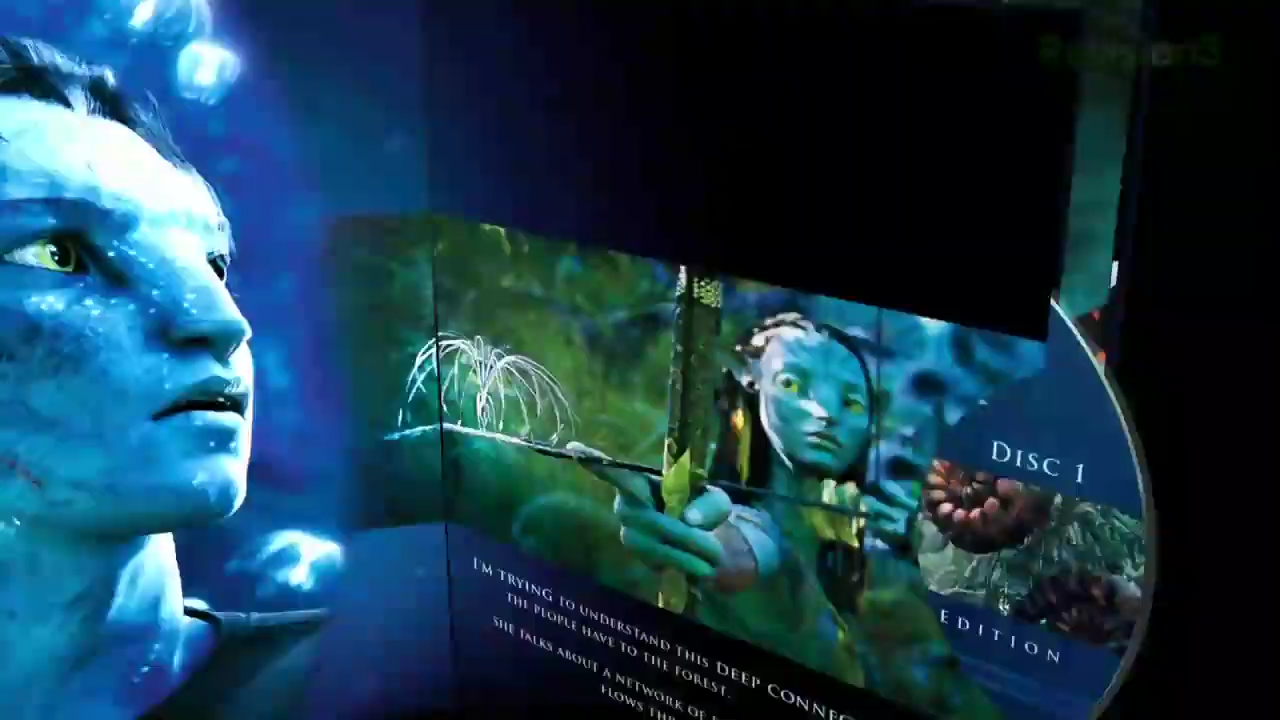 DISC 1
EDITION
I'M TRYING TO UNDERSTAND THIS DEEP CONNEC
THE PEOPLE HAVE TO THE FOREST.
SHE TALKS ABOUT A NETWORK OF
FLOWS